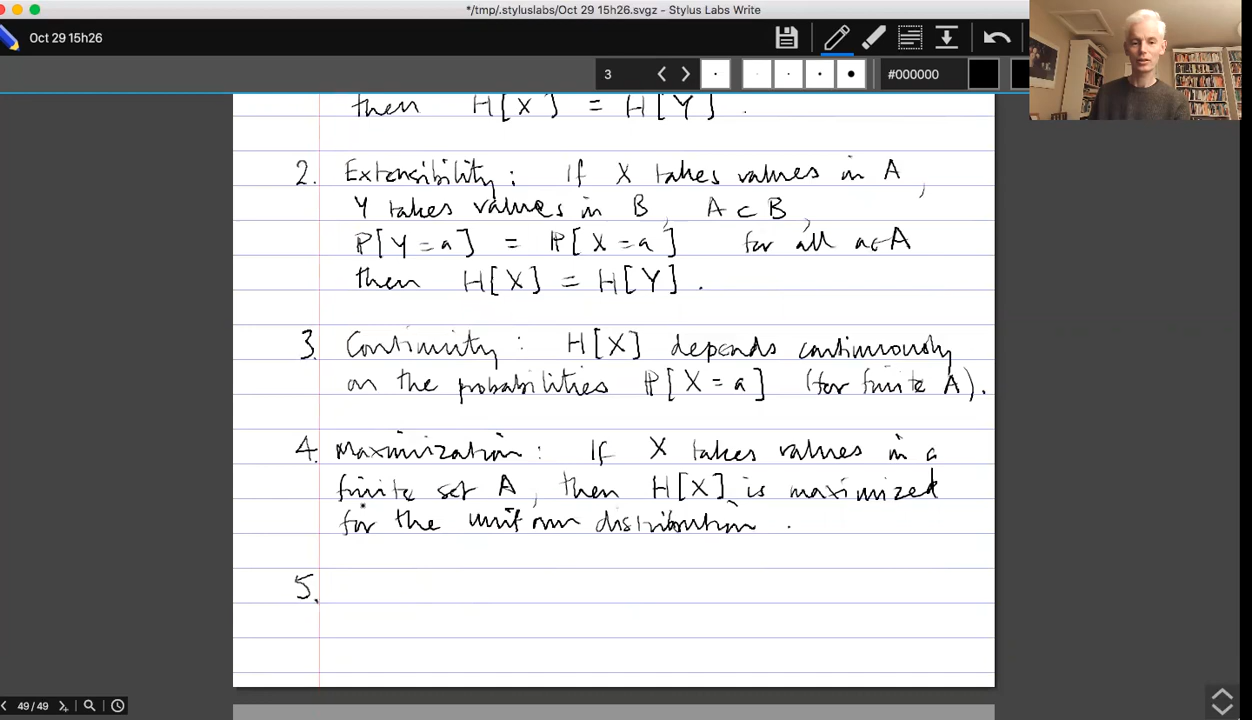 */tmp/.styluslabs/Oct 29 15h26.svgz - Stylus Labs Write
Oct 29 15h26
3
#000000
then H[X] = H[Y].
2. Extensibility: If X takes values in A,
Y takes values in B, A ⊂ B,
ℙ[Y=a] = ℙ[X=a] for all a∈A
then H[X] = H[Y].
3. Continuity: H[X] depends continuously
on the probabilities ℙ[X=a] (for finite A).
4. Maximization: If X takes values in a
finite set A, then H[X] is maximized
for the uniform distribution.
5.
49/49